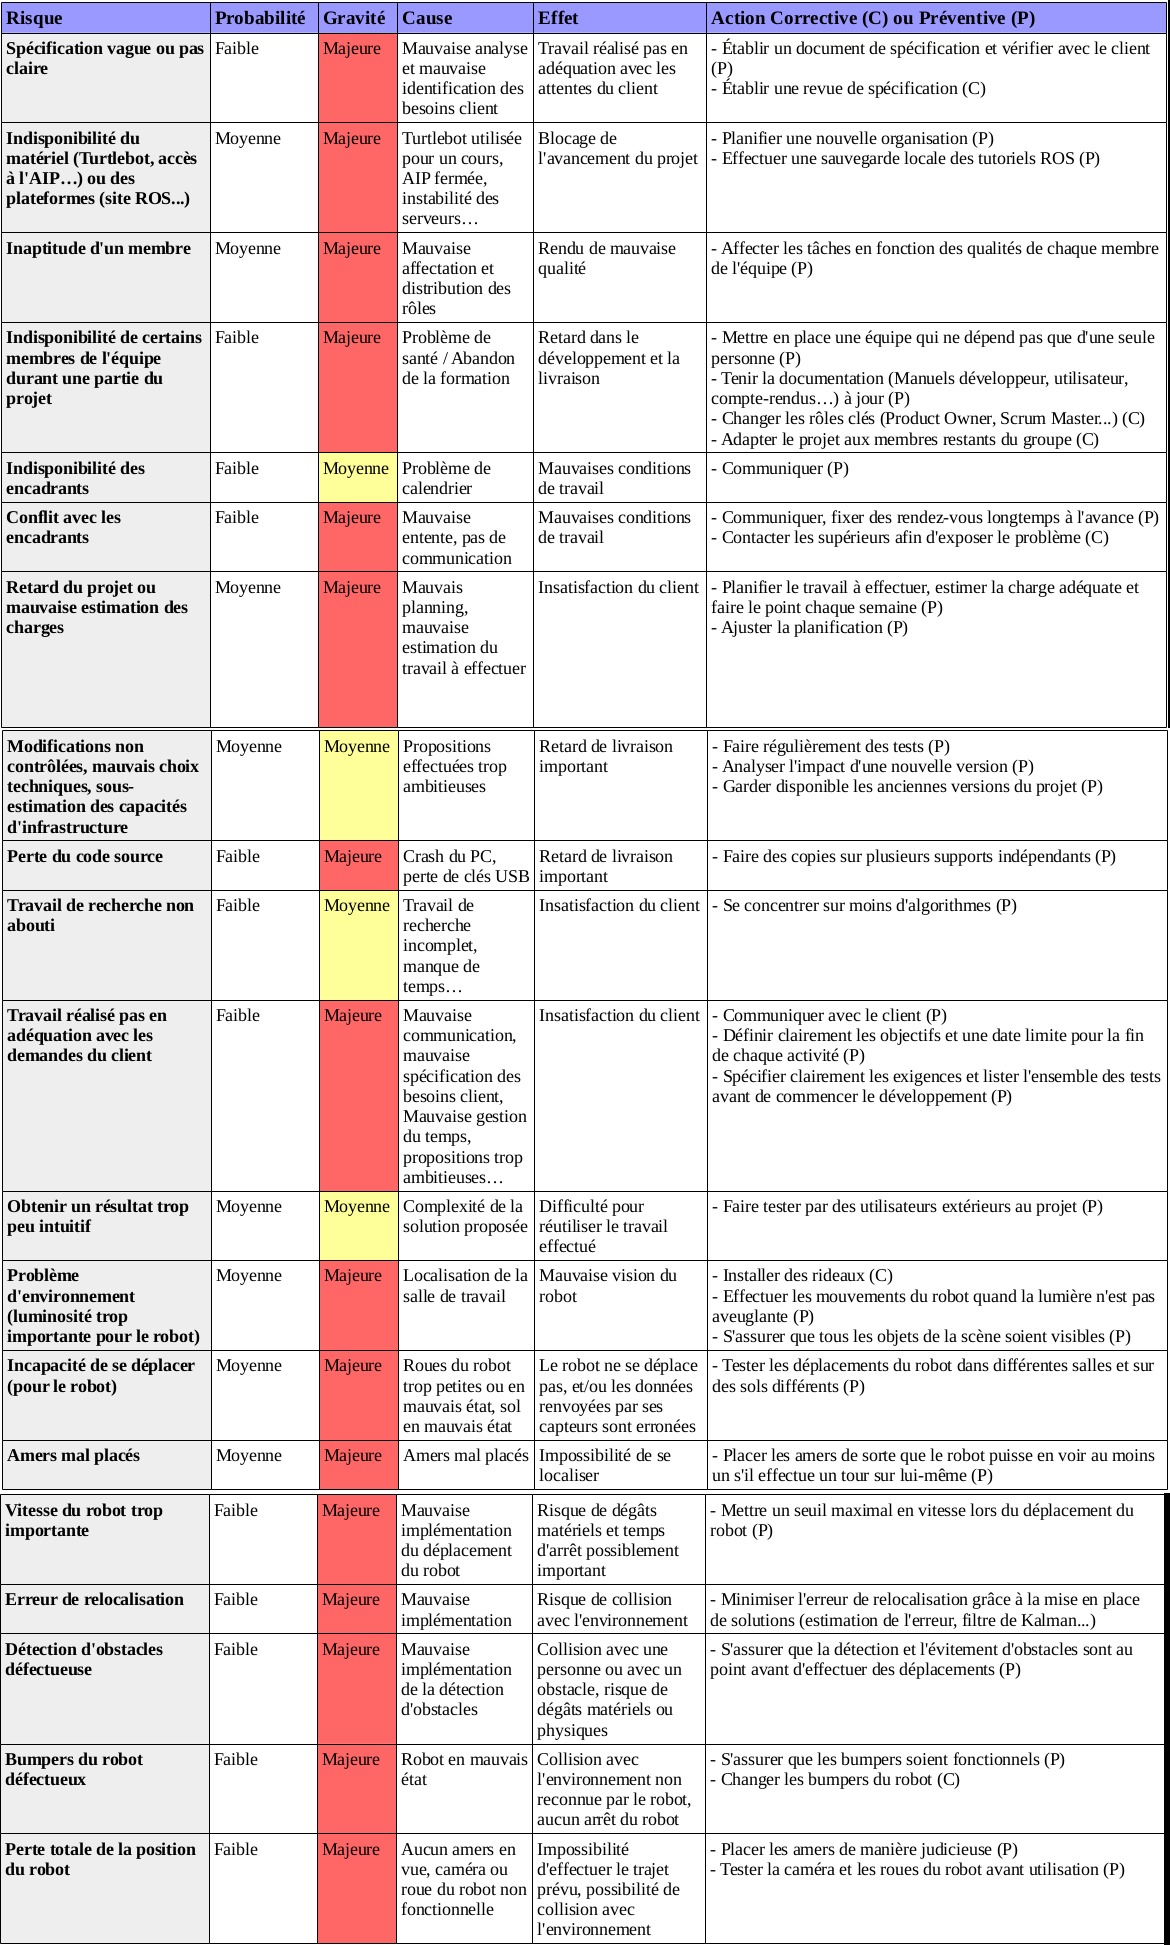 Risque Probabilité Gravité Cause Effet Action Corrective (C) ou Préventive (P)
Spécification vague ou pas
claire
Faible
Majeure
Mauvaise analyse
et mauvaise
identification des
besoins client
Travail réalisé pas en
adéquation avec les
attentes du client
- Établir un document de spécification et vérifier avec le client
(P)
- Établir une revue de spécification (C)
Indisponibilité du
matériel (Turtlebot, accès
à l'AIP…) ou des
plateformes (site ROS...)
Moyenne
Majeure
Turtlebot utilisée
pour un cours,
AIP fermée,
instabilité des
serveurs…
Blocage de
l'avancement du projet
- Planifier une nouvelle organisation (P)
- Effectuer une sauvegarde locale des tutoriels ROS (P)
Inaptitude d'un membre
Moyenne
Majeure
Mauvaise
affectation et
distribution des
rôles
Rendu de mauvaise
qualité
- Affecter les tâches en fonction des qualités de chaque membre
de l'équipe (P)
Indisponibilité de certains
membres de l'équipe
durant une partie du
projet
Faible
Majeure
Problème de
santé / Abandon
de la formation
Retard dans le
développement et la
livraison
- Mettre en place une équipe qui ne dépend pas que d'une seule
personne (P)
- Tenir la documentation (Manuels développeur, utilisateur,
compte-rendus…) à jour (P)
- Changer les rôles clés (Product Owner, Scrum Master...) (C)
- Adapter le projet aux membres restants du groupe (C)
Indisponibilité des
encadrants
Faible
Moyenne
Problème de
calendrier
Mauvaises conditions
de travail
- Communiquer (P)
Conflit avec les
encadrants
Faible
Majeure
Mauvaise
entente, pas de
communication
Mauvaises conditions
de travail
- Communiquer, fixer des rendez-vous longtemps à l'avance (P)
- Contacter les supérieurs afin d'exposer le problème (C)
Retard du projet ou
mauvaise estimation des
charges
Moyenne
Majeure
Mauvais
planning,
mauvaise
estimation du
travail à effectuer
Insatisfaction du client
- Planifier le travail à effectuer, estimer la charge adéquate et
faire le point chaque semaine (P)
- Ajuster la planification (P)
Modifications non
contrôlées, mauvais choix
techniques, sous-
estimation des capacités
d'infrastructure
Moyenne
Moyenne
Propositions
effectuées trop
ambitieuses
Retard de livraison
important
- Faire régulièrement des tests (P)
- Analyser l'impact d'une nouvelle version (P)
- Garder disponible les anciennes versions du projet (P)
Perte du code source
Faible
Majeure
Crash du PC,
perte de clés USB
Retard de livraison
important
- Faire des copies sur plusieurs supports indépendants (P)
Travail de recherche non
abouti
Faible
Moyenne
Travail de
recherche
incomplet,
manque de
temps…
Insatisfaction du client
- Se concentrer sur moins d'algorithmes (P)
Travail réalisé pas en
adéquation avec les
demandes du client
Faible
Majeure
Mauvaise
communication,
mauvaise
spécification des
besoins client,
Mauvaise gestion
du temps,
propositions trop
ambitieuses…
Insatisfaction du client
- Communiquer avec le client (P)
- Définir clairement les objectifs et une date limite pour la fin
de chaque activité (P)
- Spécifier clairement les exigences et lister l'ensemble des tests
avant de commencer le développement (P)
Obtenir un résultat trop
peu intuitif
Moyenne
Moyenne
Complexité de la
solution proposée
Difficulté pour
réutiliser le travail
effectué
- Faire tester par des utilisateurs extérieurs au projet (P)
Problème
d'environnement
(luminosité trop
importante pour le robot)
Moyenne
Majeure
Localisation de la
salle de travail
Mauvaise vision du
robot
- Installer des rideaux (C)
- Effectuer les mouvements du robot quand la lumière n'est pas
aveuglante (P)
- S'assurer que tous les objets de la scène soient visibles (P)
Incapacité de se déplacer
(pour le robot)
Moyenne
Majeure
Roues du robot
trop petites ou en
mauvais état, sol
en mauvais état
Le robot ne se déplace
pas, et/ou les données
renvoyées par ses
capteurs sont erronées
- Tester les déplacements du robot dans différentes salles et sur
des sols différents (P)
Amers mal placés
Moyenne
Majeure
Amers mal placés
Impossibilité de se
localiser
- Placer les amers de sorte que le robot puisse en voir au moins
un s'il effectue un tour sur lui-même (P)
Vitesse du robot trop
importante
Faible
Majeure
Mauvaise
implémentation
du déplacement
du robot
Risque de dégâts
matériels et temps
d'arrêt possiblement
important
- Mettre un seuil maximal en vitesse lors du déplacement du
robot (P)
Erreur de relocalisation
Faible
Majeure
Mauvaise
implémentation
Risque de collision
avec l'environnement
- Minimiser l'erreur de relocalisation grâce à la mise en place
de solutions (estimation de l'erreur, filtre de Kalman...)
Détection d'obstacles
défectueuse
Faible
Majeure
Mauvaise
implémentation
de la détection
d'obstacles
Collision avec une
personne ou avec un
obstacle, risque de
dégâts matériels ou
physiques
- S'assurer que la détection et l'évitement d'obstacles sont au
point avant d'effectuer des déplacements (P)
Bumpers du robot
défectueux
Faible
Majeure
Robot en mauvais
état
Collision avec
l'environnement non
reconnue par le robot,
aucun arrêt du robot
- S'assurer que les bumpers soient fonctionnels (P)
- Changer les bumpers du robot (C)
Perte totale de la position
du robot
Faible
Majeure
Aucun amers en
vue, caméra ou
roue du robot non
fonctionnelle
Impossibilité
d'effectuer le trajet
prévu, possibilité de
collision avec
l'environnement
- Placer les amers de manière judicieuse (P)
- Tester la caméra et les roues du robot avant utilisation (P)